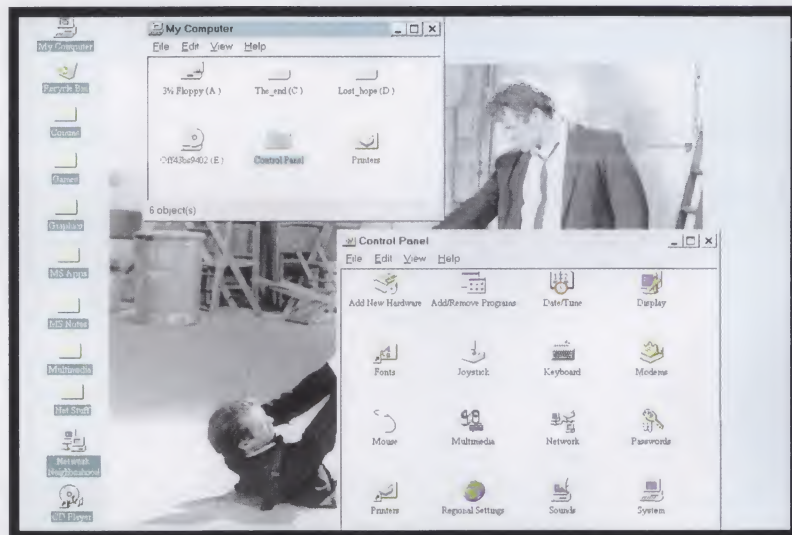 My Computer
Recycle Bin
Games
Graphics
MS Apps
MS Notes
Multimedia
Net Stuff
Network
Neighborhood
CD Player
My Computer
File Edit View Help
3½ Floppy (A:)
The_end (C:)
Lost_hope (D:)
Control Panel
Printers
6 object(s)
Control Panel
File Edit View Help
Add New Hardware
Add/Remove Programs
Date/Time
Display
Fonts
Joystick
Keyboard
Modems
Mouse
Multimedia
Network
Passwords
Printers
Regional Settings
Sounds
System